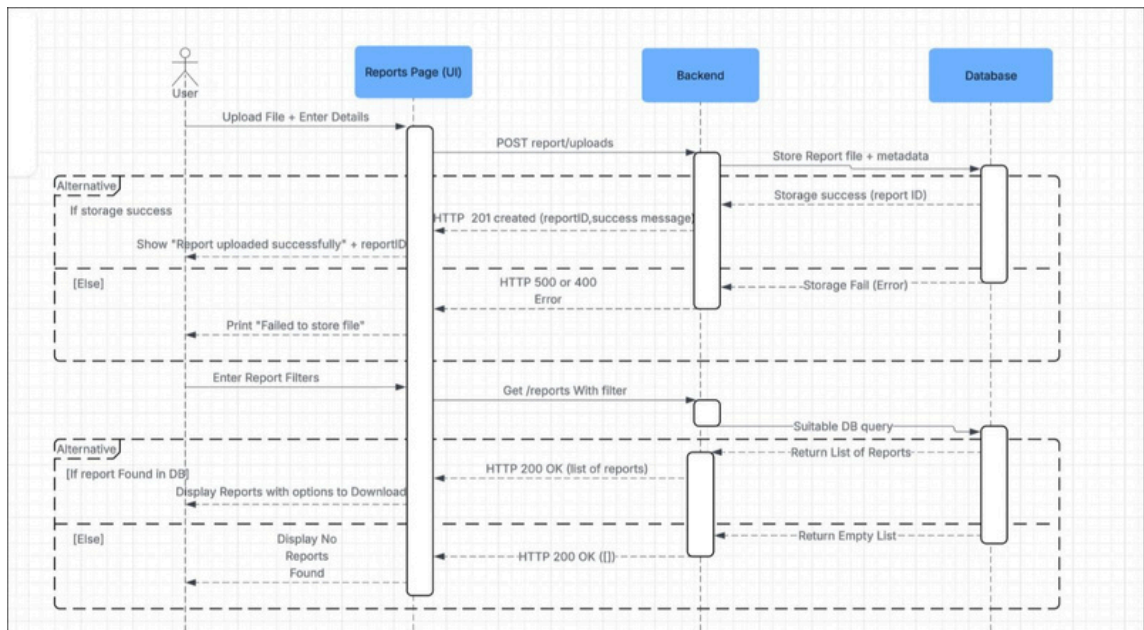 User
Reports Page (UI)
Backend
Database
Upload File + Enter Details
POST report/uploads
Store Report file + metadata
Alternative
If storage success
Storage success (report ID)
HTTP 201 created (reportID,success message)
Show "Report uploaded successfully" + reportID
[Else]
HTTP 500 or 400
Error
Storage Fail (Error)
Print "Failed to store file"
Enter Report Filters
Get /reports With filter
Suitable DB query
Alternative
[If report Found in DB]
Return List of Reports
HTTP 200 OK (list of reports)
Display Reports with options to Download
[Else]
Display No
Reports
Found
Return Empty List
HTTP 200 OK ([])